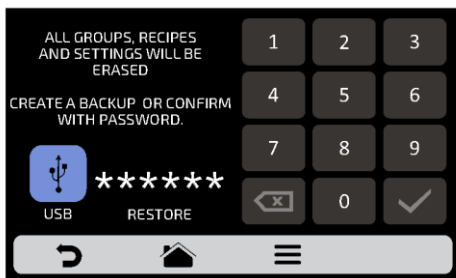 ALL GROUPS, RECIPES
AND SETTINGS WILL BE
ERASED
CREATE A BACKUP OR CONFIRM
WITH PASSWORD.
******
USB
RESTORE
1 2 3
4 5 6
7 8 9
0